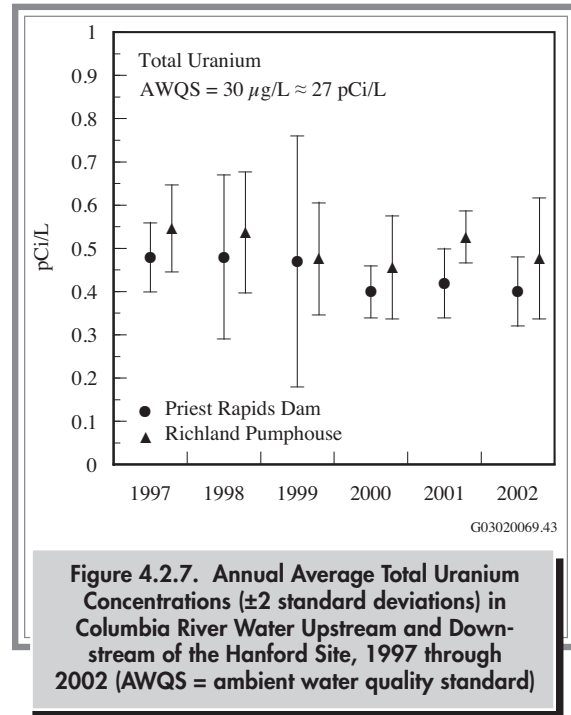 1
0.9
0.8
0.7
0.6
0.5
0.4
0.3
0.2
0.1
0
pCi/L
Total Uranium
AWQS = 30 µg/L ≈ 27 pCi/L
Priest Rapids Dam
Richland Pumphouse
1997 1998 1999 2000 2001 2002
G03020069.43
Figure 4.2.7. Annual Average Total Uranium
Concentrations (±2 standard deviations) in
Columbia River Water Upstream and Down-
stream of the Hanford Site, 1997 through
2002 (AWQS = ambient water quality standard)